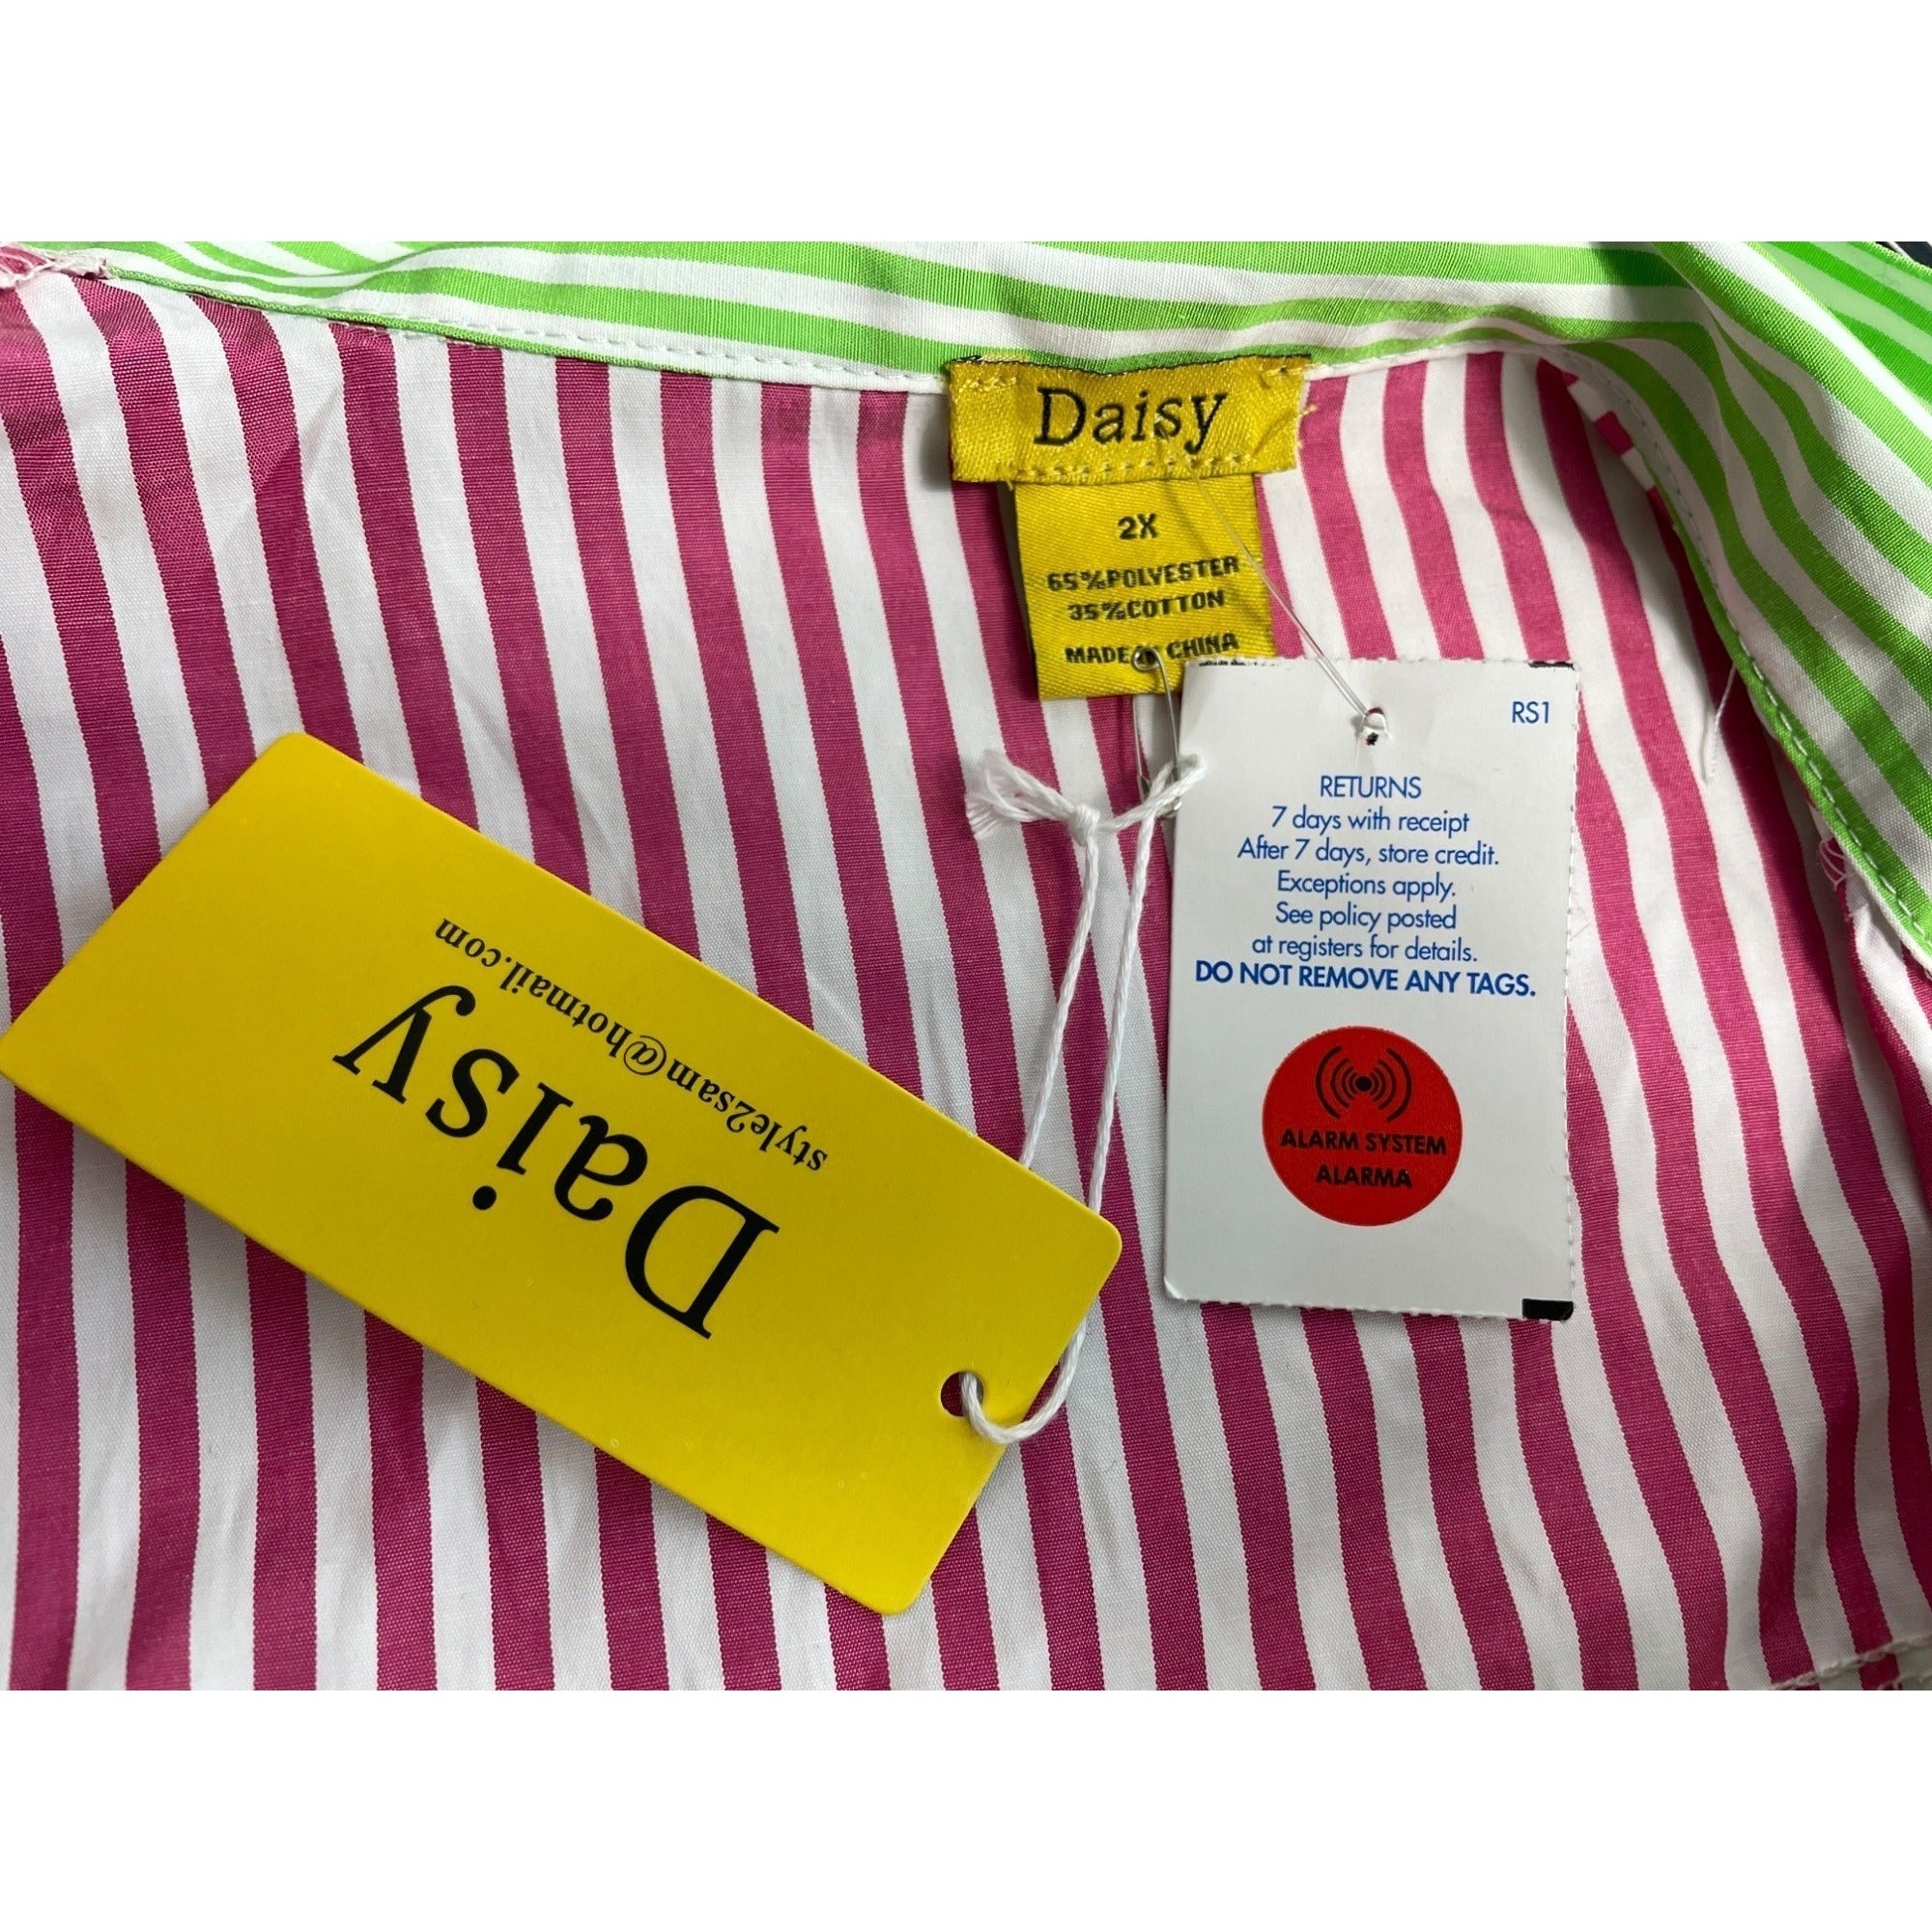 Daisy
2X
65%POLYESTER
35%COTTON
MADE IN CHINA
RS1
RETURNS
7 days with receipt
After 7 days, store credit.
Exceptions apply.
See policy posted
at registers for details.
DO NOT REMOVE ANY TAGS.
ALARM SYSTEM
ALARMA
Daisy
style2sam@hotmail.com